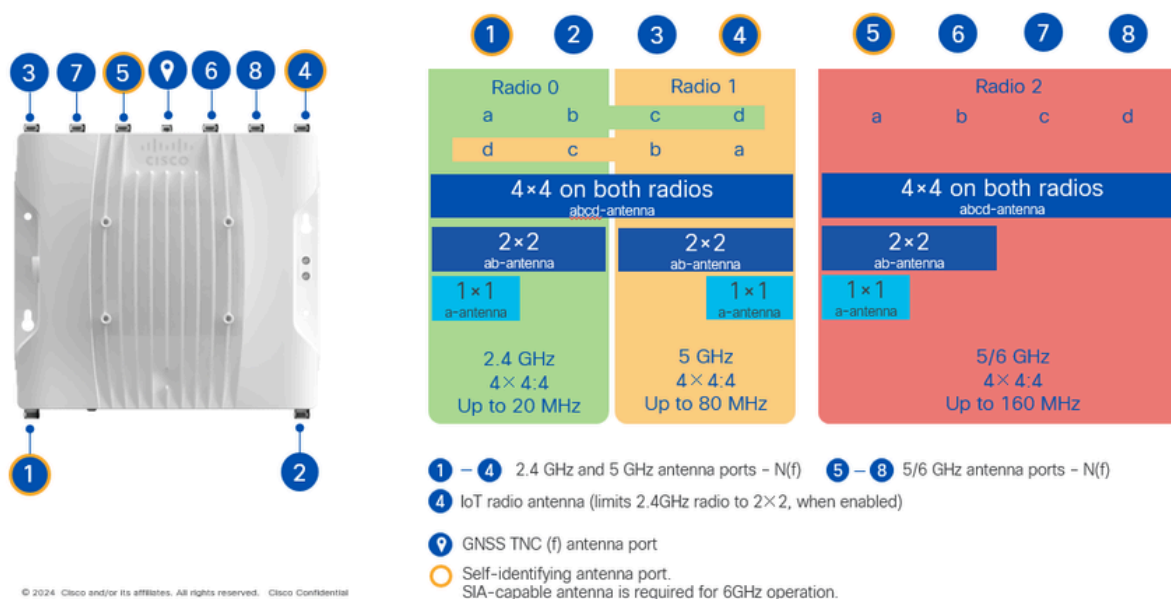 3 7 5 6 8 4
CISCO
1 2
© 2024 Cisco and/or its affiliates. All rights reserved. Cisco Confidential
1 2 3 4 5 6 7 8
Radio 0 Radio 1 Radio 2
a b c d a b c d
d c b a
4×4 on both radios 4×4 on both radios
abcd-antenna abcd-antenna
2×2 2×2 2×2
ab-antenna ab-antenna ab-antenna
1×1 1×1 1×1
a-antenna a-antenna a-antenna
2.4 GHz 5 GHz 5/6 GHz
4×4:4 4×4:4 4×4:4
Up to 20 MHz Up to 80 MHz Up to 160 MHz
1 – 4 2.4 GHz and 5 GHz antenna ports – N(f) 5 – 8 5/6 GHz antenna ports – N(f)
4 IoT radio antenna (limits 2.4GHz radio to 2×2, when enabled)
GNSS TNC (f) antenna port
Self-identifying antenna port.
SIA-capable antenna is required for 6GHz operation.